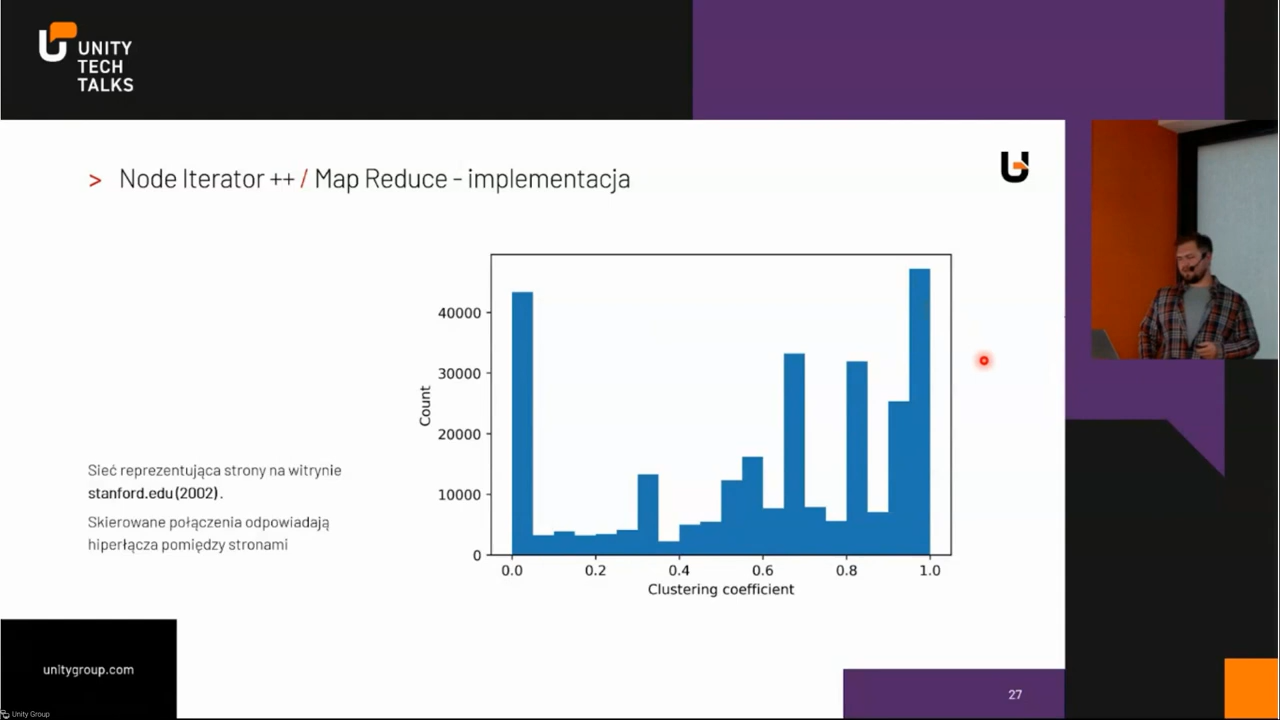 UNITY
TECH
TALKS
> Node Iterator ++ / Map Reduce - implementacja
Count
40000
30000
20000
10000
0
0.0 0.2 0.4 0.6 0.8 1.0
Clustering coefficient
Sieć reprezentująca strony na witrynie
stanford.edu (2002).
Skierowane połączenia odpowiadają
hiperłącza pomiędzy stronami
unitygroup.com
27
Unity Group